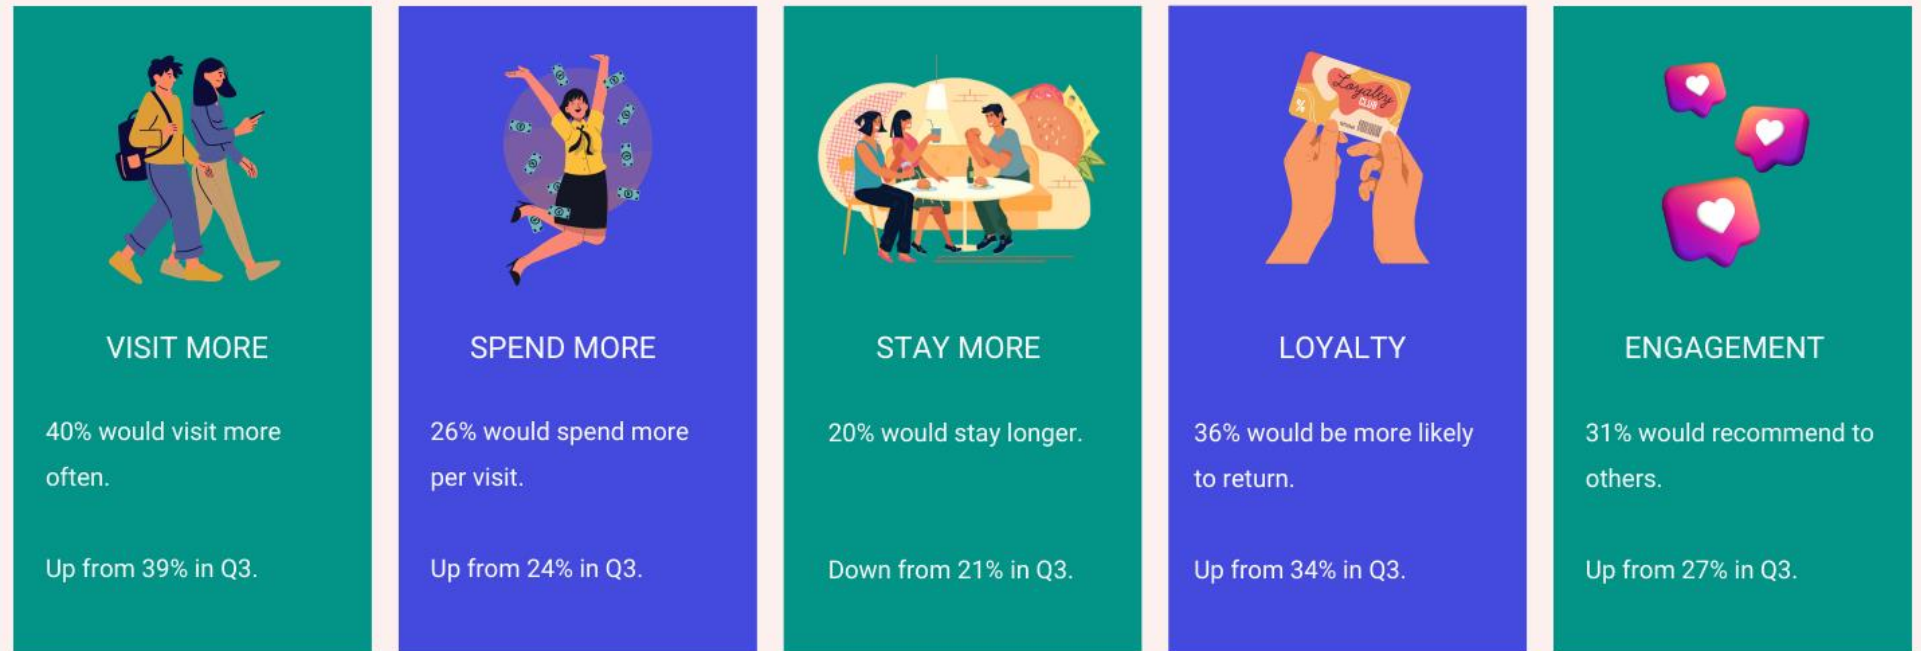 Loyalty
CLUB
%
VISIT MORE
40% would visit more
often.
Up from 39% in Q3.
SPEND MORE
26% would spend more
per visit.
Up from 24% in Q3.
STAY MORE
20% would stay longer.
Down from 21% in Q3.
LOYALTY
36% would be more likely
to return.
Up from 34% in Q3.
ENGAGEMENT
31% would recommend to
others.
Up from 27% in Q3.